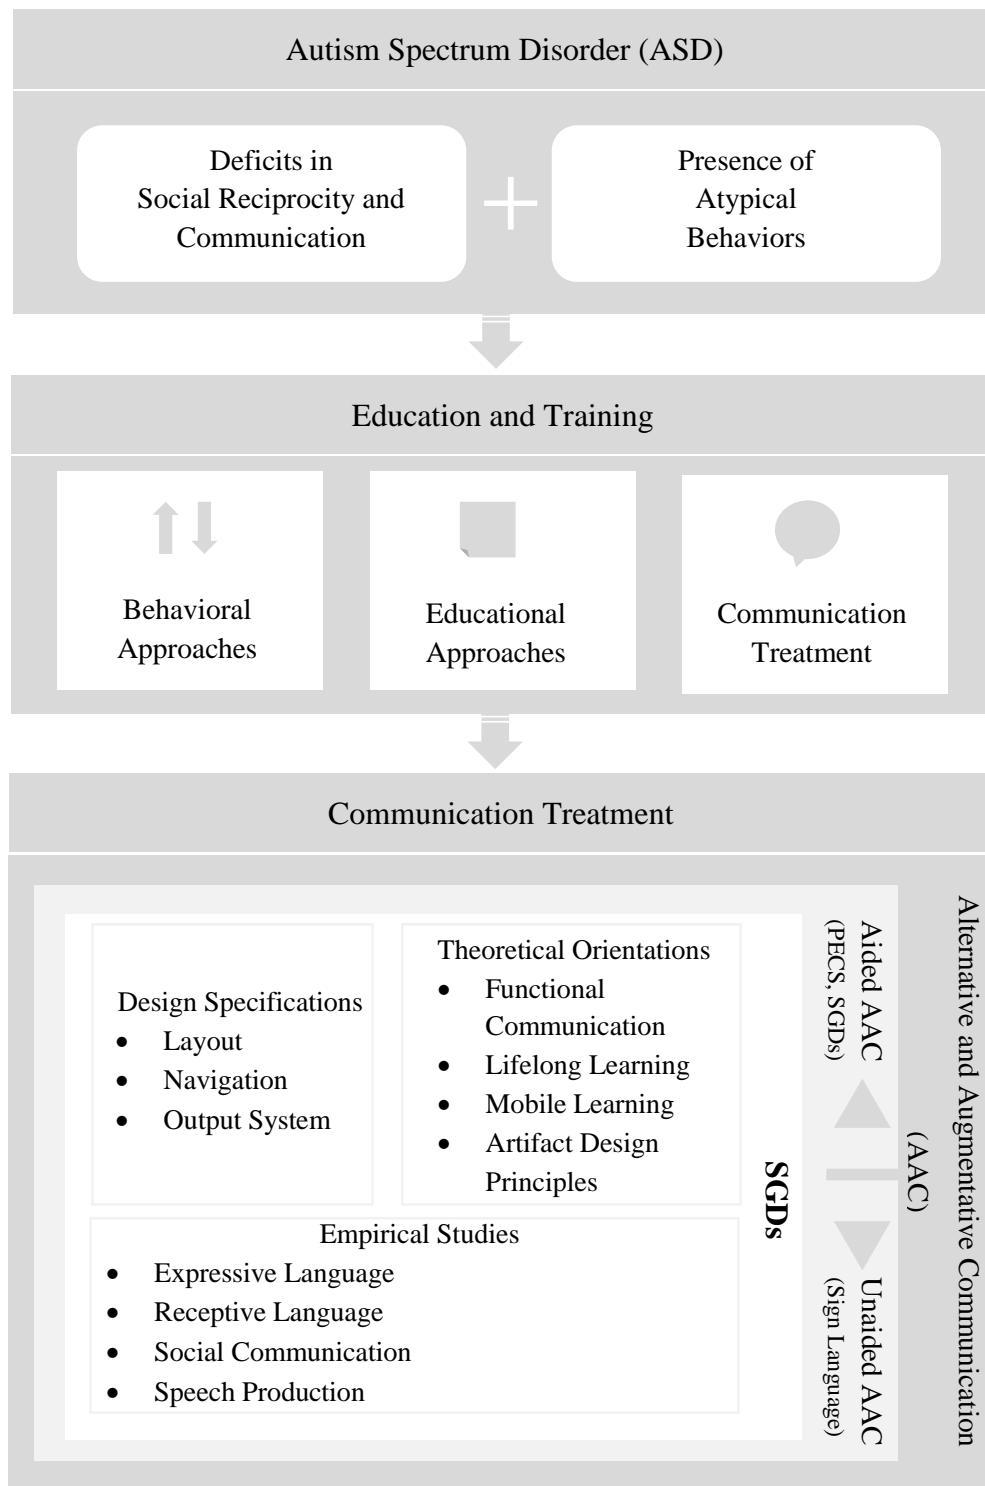 Autism Spectrum Disorder (ASD)
Deficits in
Social Reciprocity and
Communication
Presence of
Atypical
Behaviors
Education and Training
Behavioral
Approaches
Educational
Approaches
Communication
Treatment
Communication Treatment
Design Specifications
• Layout
• Navigation
• Output System
Theoretical Orientations
• Functional
Communication
• Lifelong Learning
• Mobile Learning
• Artifact Design
Principles
Empirical Studies
• Expressive Language
• Receptive Language
• Social Communication
• Speech Production
SGDs
Aided AAC
(PECS, SGDs)
Unaided AAC
(Sign Language)
Alternative and Augmentative Communication
(AAC)